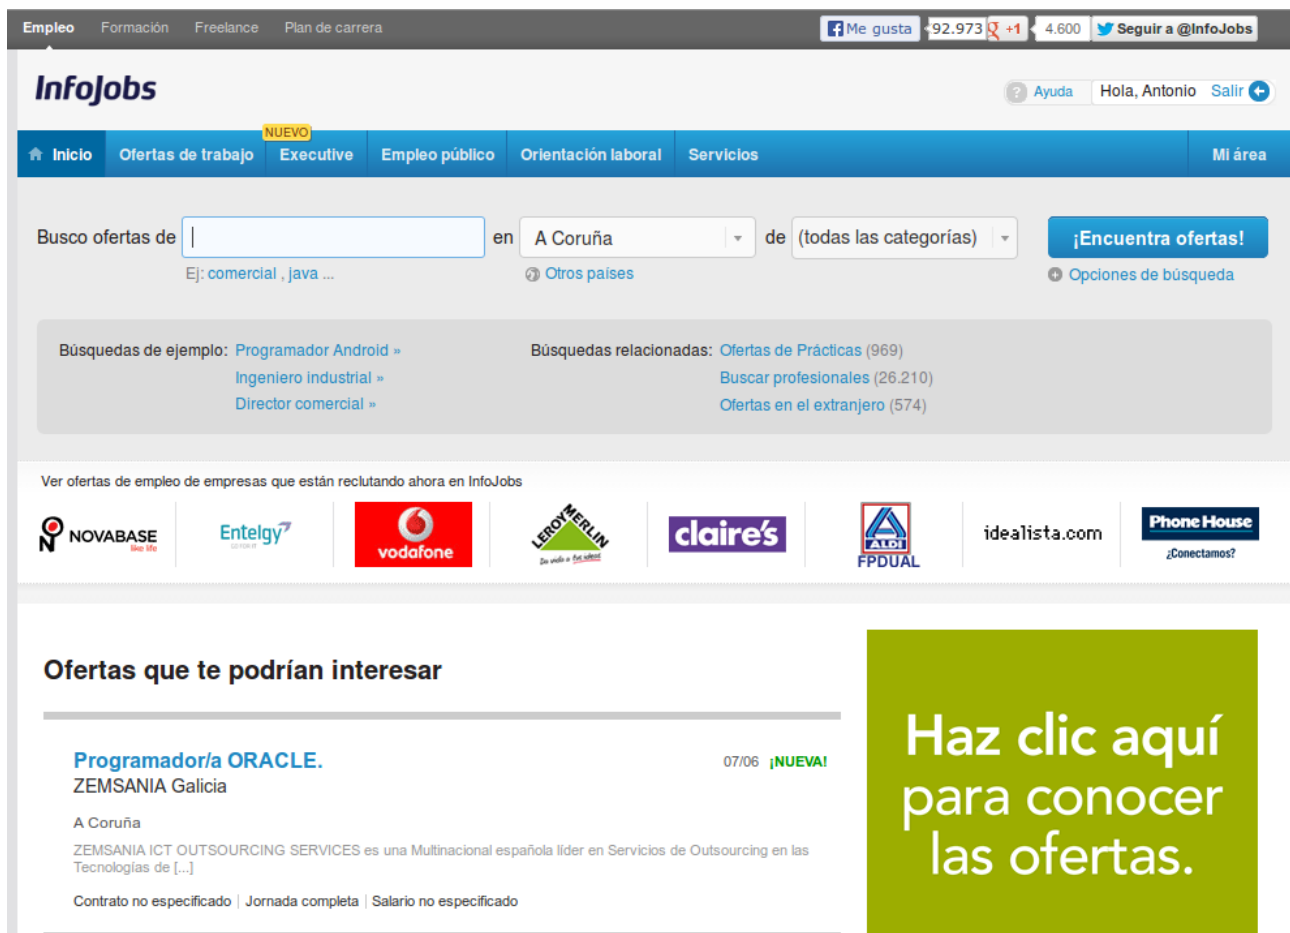 Empleo Formación Freelance Plan de carrera Me gusta 92.973 +1 4.600 Seguir a @InfoJobs
InfoJobs
? Ayuda Hola, Antonio Salir
NUEVO
Inicio Ofertas de trabajo Executive Empleo público Orientación laboral Servicios Mi área
Busco ofertas de en A Coruña de (todas las categorías) ¡Encuentra ofertas!
Ej: comercial , java ... Otros países Opciones de búsqueda
Búsquedas de ejemplo: Programador Android » Búsquedas relacionadas: Ofertas de Prácticas (969)
Ingeniero industrial » Buscar profesionales (26.210)
Director comercial » Ofertas en el extranjero (574)
Ver ofertas de empleo de empresas que están reclutando ahora en InfoJobs
NOVABASE
like life
Entelgy
vodafone
LEROY MERLIN
claire's
ALDI
FPDUAL
idealista.com
Phone House
¿Conectamos?
Ofertas que te podrían interesar
Programador/a ORACLE. 07/06 ¡NUEVA!
ZEMSANIA Galicia
A Coruña
ZEMSANIA ICT OUTSOURCING SERVICES es una Multinacional española líder en Servicios de Outsourcing en las
Tecnologías de [...]
Contrato no especificado | Jornada completa | Salario no especificado
Haz clic aquí
para conocer
las ofertas.